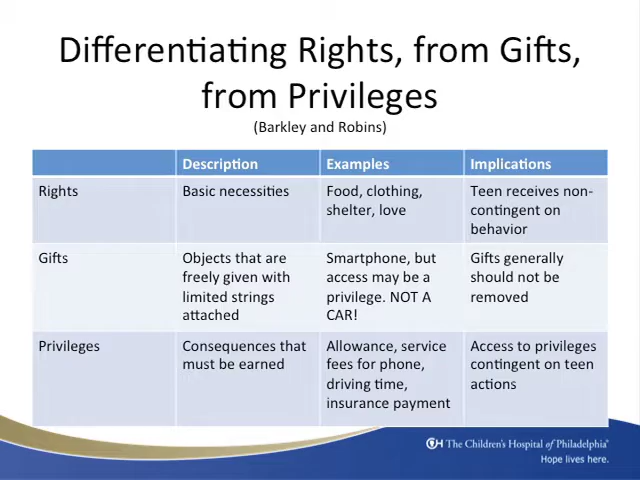 Differentiating Rights, from Gifts,
from Privileges
(Barkley and Robins)
Description Examples Implications
Rights
Basic necessities
Food, clothing,
shelter, love
Teen receives non-
contingent on
behavior
Gifts
Objects that are
freely given with
limited strings
attached
Smartphone, but
access may be a
privilege. NOT A
CAR!
Gifts generally
should not be
removed
Privileges
Consequences that
must be earned
Allowance, service
fees for phone,
driving time,
insurance payment
Access to privileges
contingent on teen
actions
The Children's Hospital of Philadelphia®
Hope lives here.